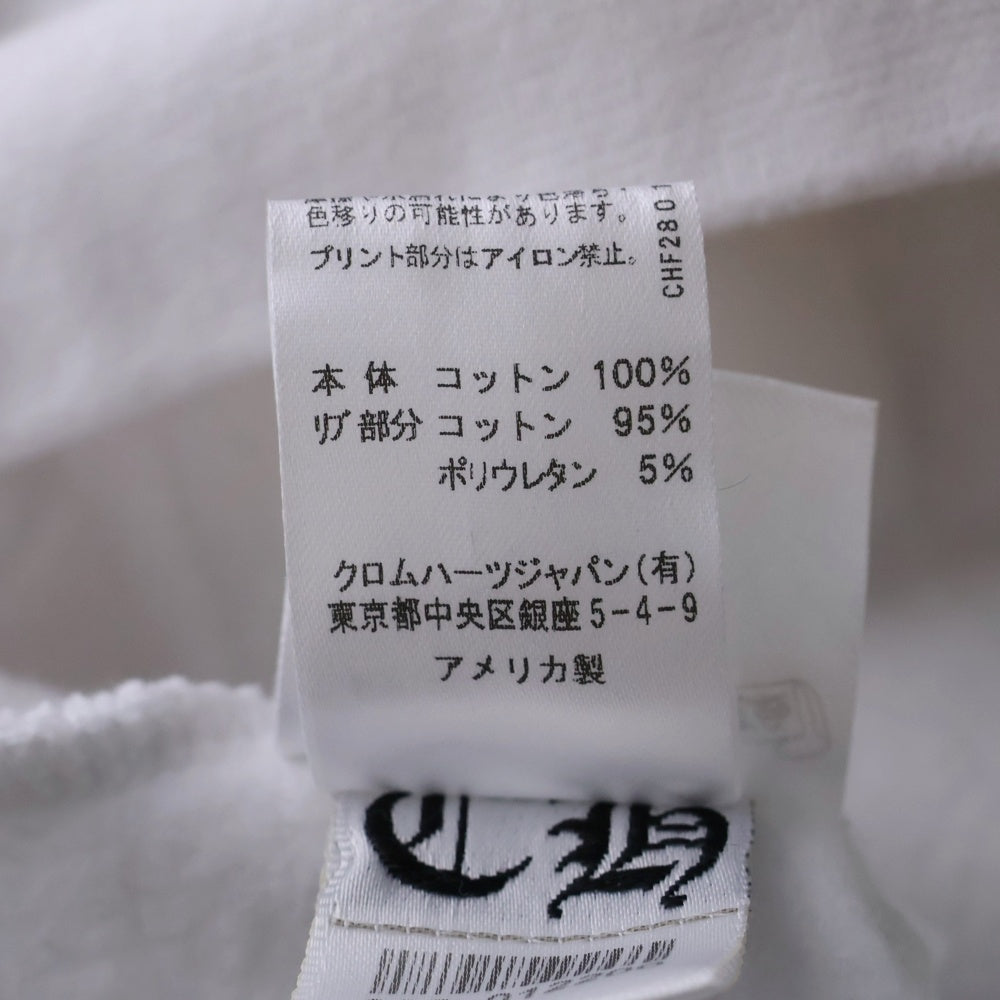 色移りの可能性があります。
プリント部分はアイロン禁止。
CHF2801
本体 コットン 100%
リブ部分 コットン 95%
ポリウレタン 5%
クロムハーツジャパン(有)
東京都中央区銀座5-4-9
アメリカ製
CH